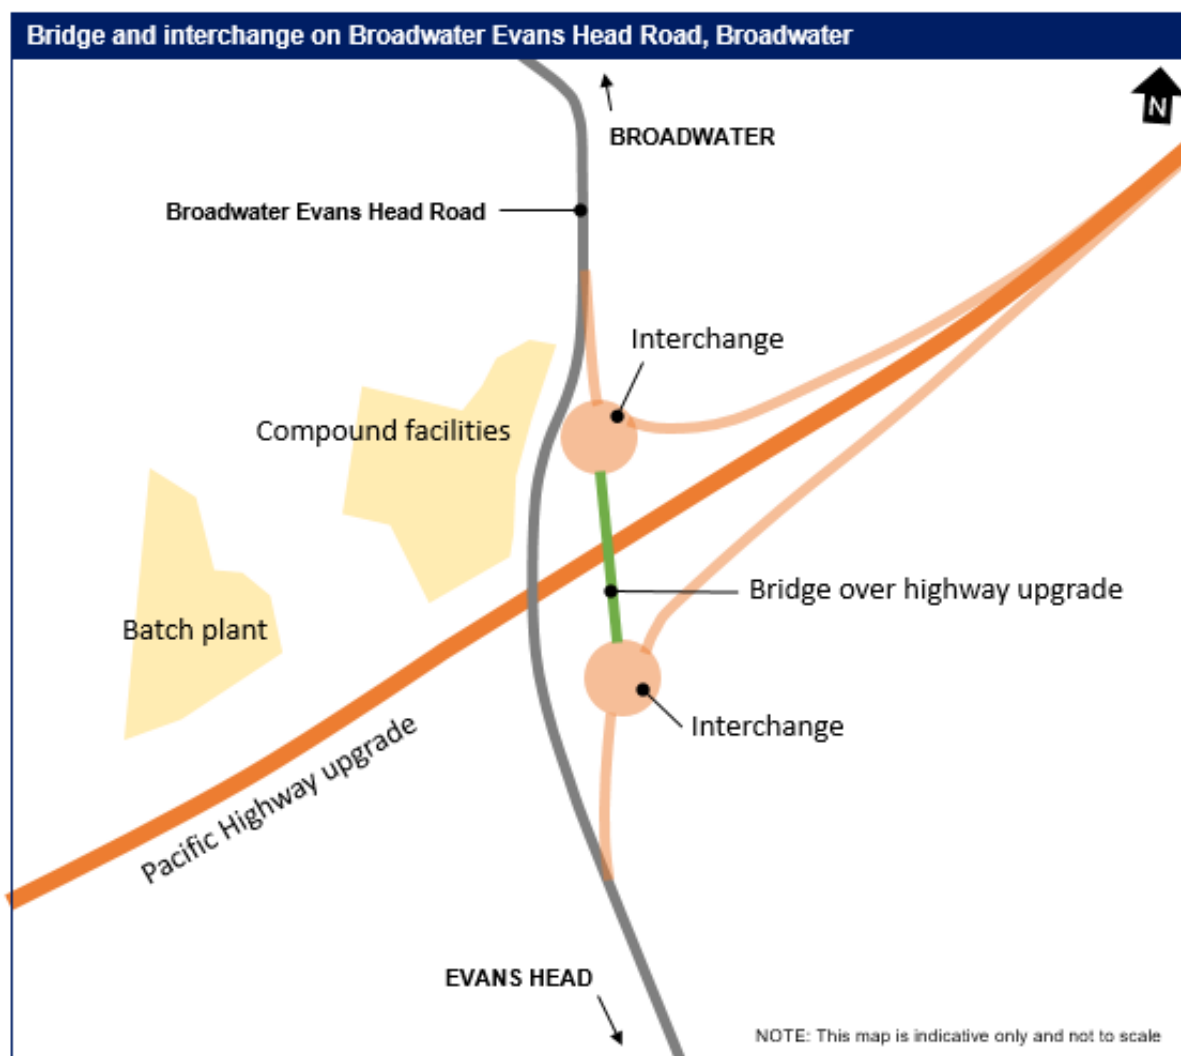 Bridge and interchange on Broadwater Evans Head Road, Broadwater
N
BROADWATER
Broadwater Evans Head Road
Interchange
Compound facilities
Bridge over highway upgrade
Batch plant
Interchange
Pacific Highway upgrade
EVANS HEAD
NOTE: This map is indicative only and not to scale